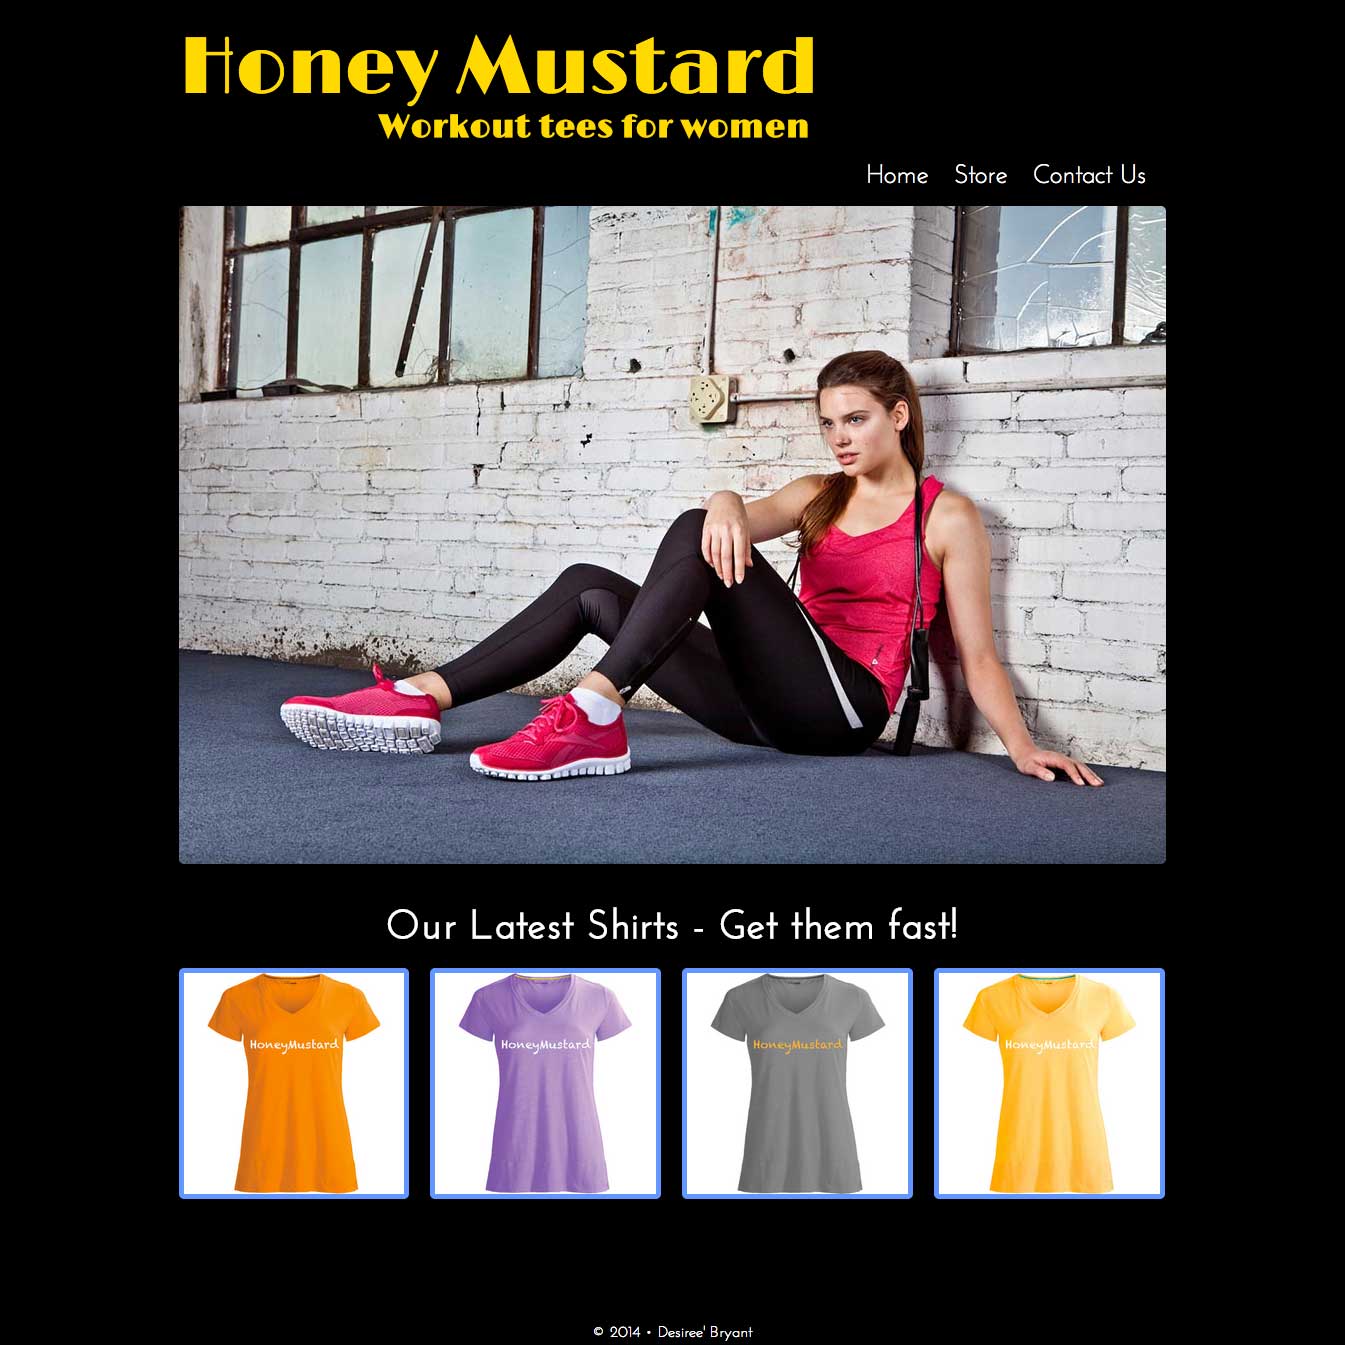 Honey Mustard
Workout tees for women
Home Store Contact Us
Our Latest Shirts - Get them fast!
HoneyMustard HoneyMustard HoneyMustard HoneyMustard
© 2014 • Desiree' Bryant